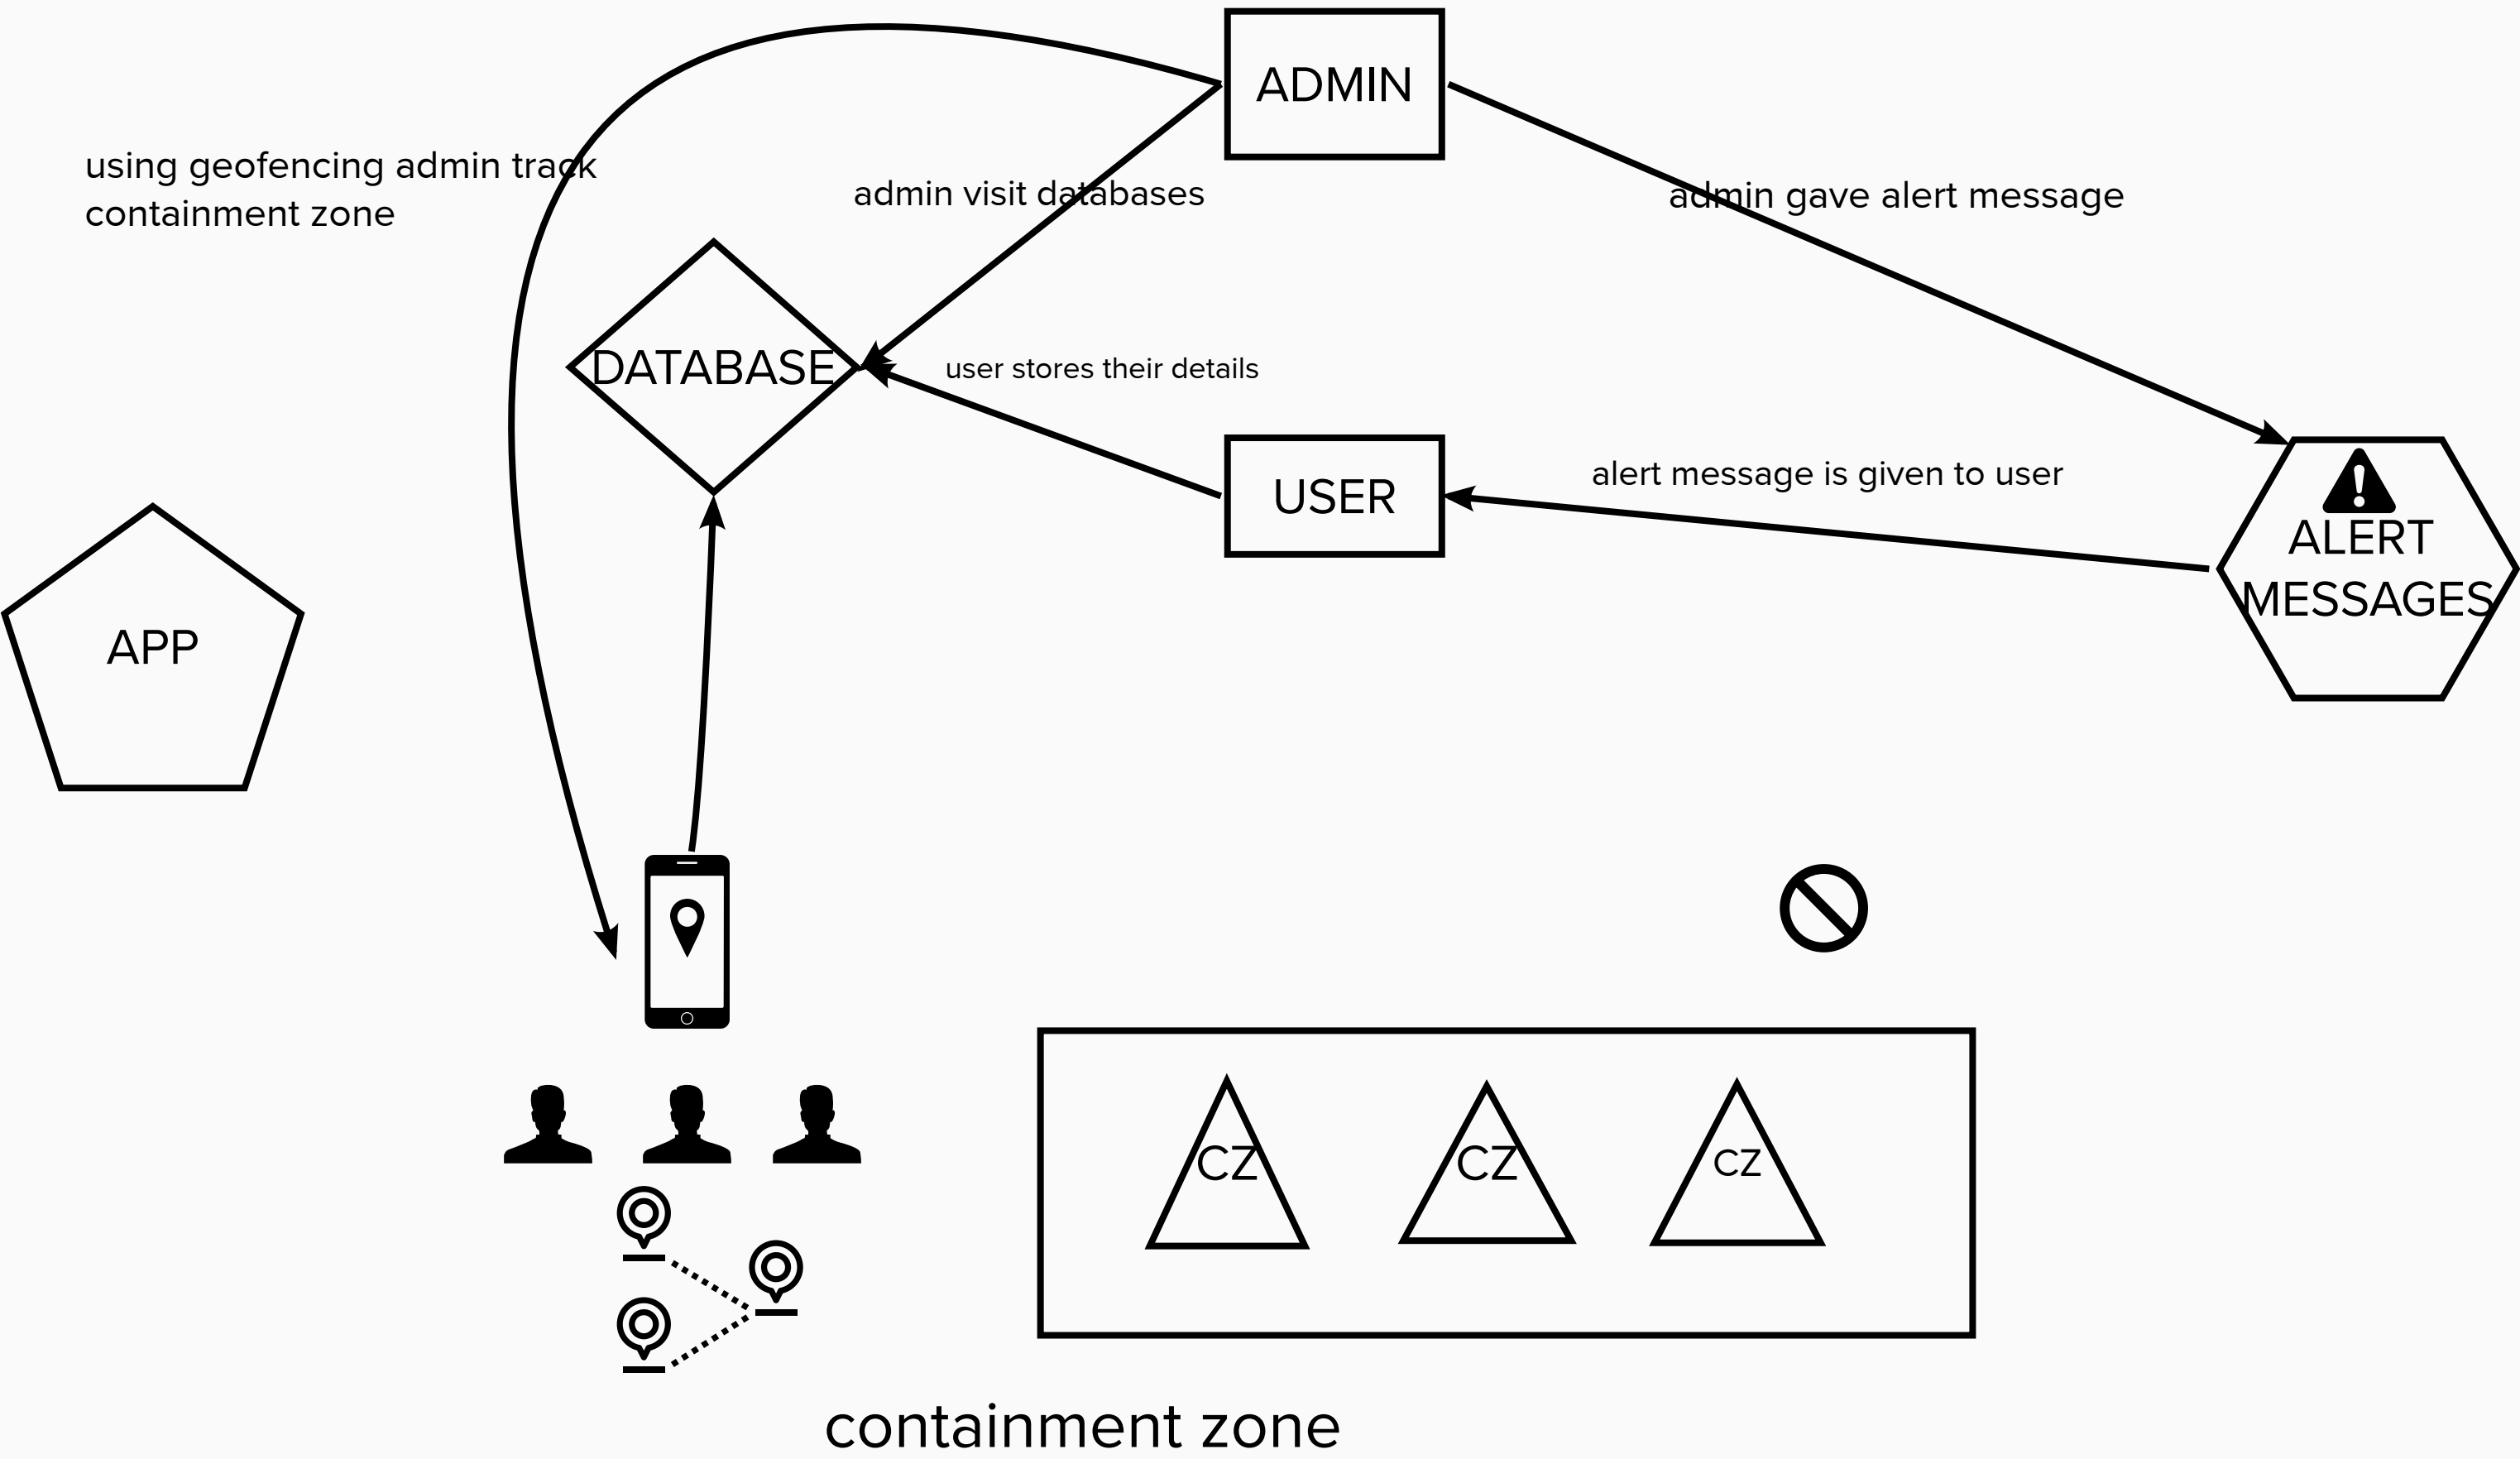 ADMIN
using geofencing admin track
containment zone
admin visit databases
admin gave alert message
DATABASE
user stores their details
USER
alert message is given to user
ALERT
MESSAGES
APP
CZ
CZ
CZ
containment zone